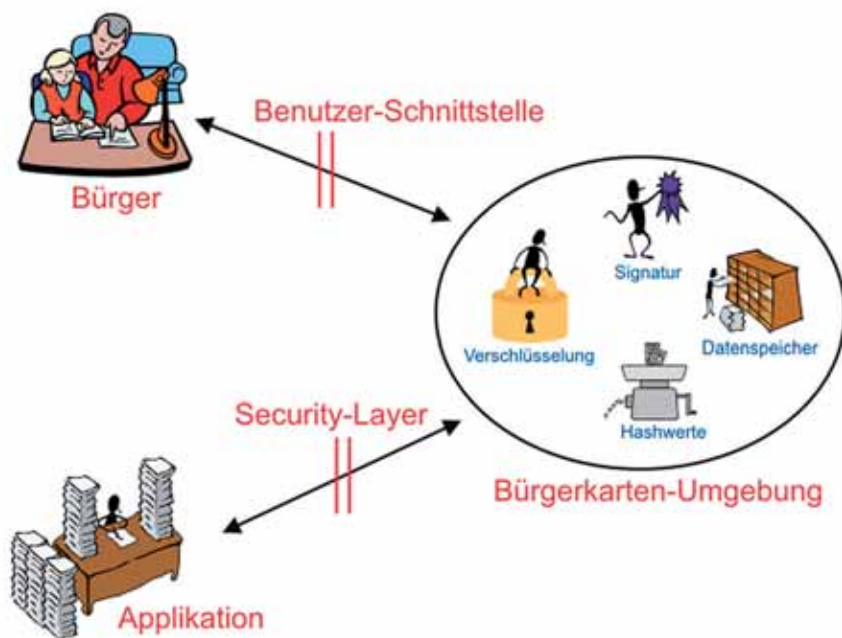 Benutzer-Schnittstelle
Bürger
Signatur
Verschlüsselung
Datenspeicher
Hashwerte
Security-Layer
Bürgerkarten-Umgebung
Applikation